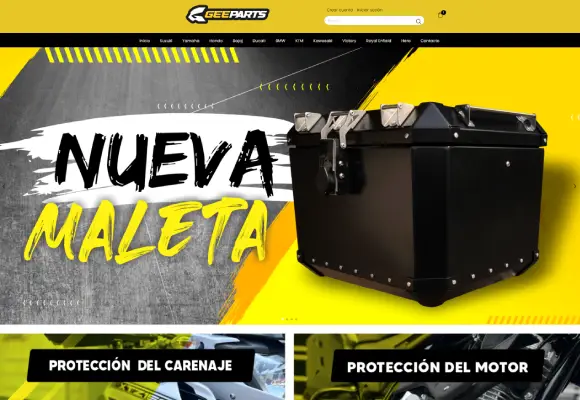 GEEPARTS
Crear cuenta Iniciar sesión
0
Inicio Suzuki Yamaha Honda Bajaj Ducati BMW KTM Kawasaki Victory Royal Enfield Hero Contacto
NUEVA
MALETA
PROTECCIÓN DEL CARENAJE
PROTECCIÓN DEL MOTOR